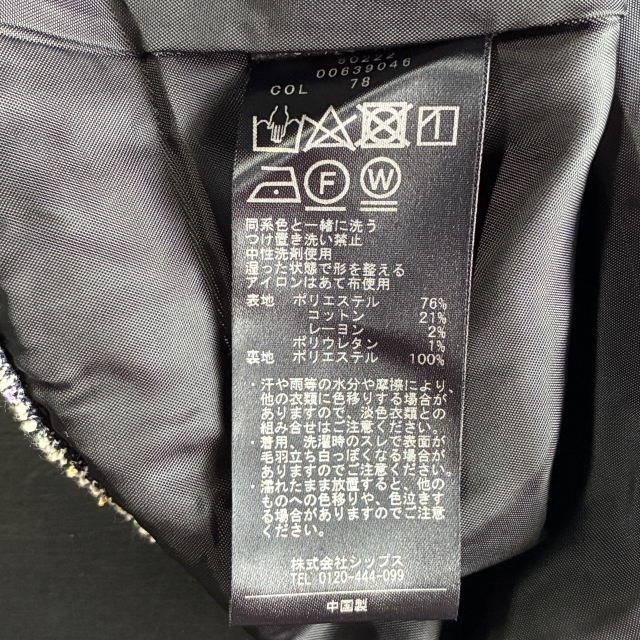 60222
00639046
COL 78
F W
同系色と一緒に洗う
つけ置き洗い禁止
中性洗剤使用
湿った状態で形を整える
アイロンはあて布使用
表地 ポリエステル 76%
コットン 21%
レーヨン 2%
ポリウレタン 1%
裏地 ポリエステル 100%
・汗や雨等の水分や摩擦により、
他の衣類に色移りする場合が
ありますので、淡色衣類との
組み合せはご注意ください。
・着用、洗濯時のスレで表面が
毛羽立ち白っぽくなる場合が
ありますのでご注意ください。
・濡れたまま放置すると、他の
ものへの色移りや、色泣きす
る場合がありますのでご注意
ください。
株式会社シップス
TEL 0120-444-099
中国製